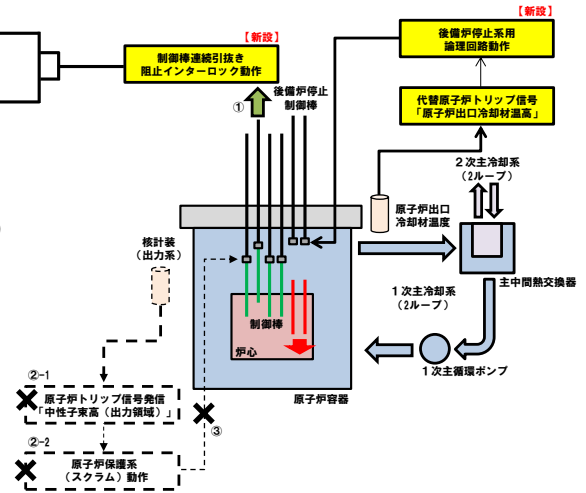 【新設】
制御棒連続引抜き
阻止インターロック動作
①
後備炉停止
制御棒
【新設】
後備炉停止系用
論理回路動作
代替原子炉トリップ信号
「原子炉出口冷却材温高」
2次主冷却系
(2ループ)
原子炉出口
冷却材温度
核計装
(出力系)
主中間熱交換器
1次主冷却系
(2ループ)
制御棒
炉心
1次主循環ポンプ
原子炉容器
②-1
原子炉トリップ信号発信
「中性子束高(出力領域)」
③
②-2
原子炉保護系
(スクラム)動作